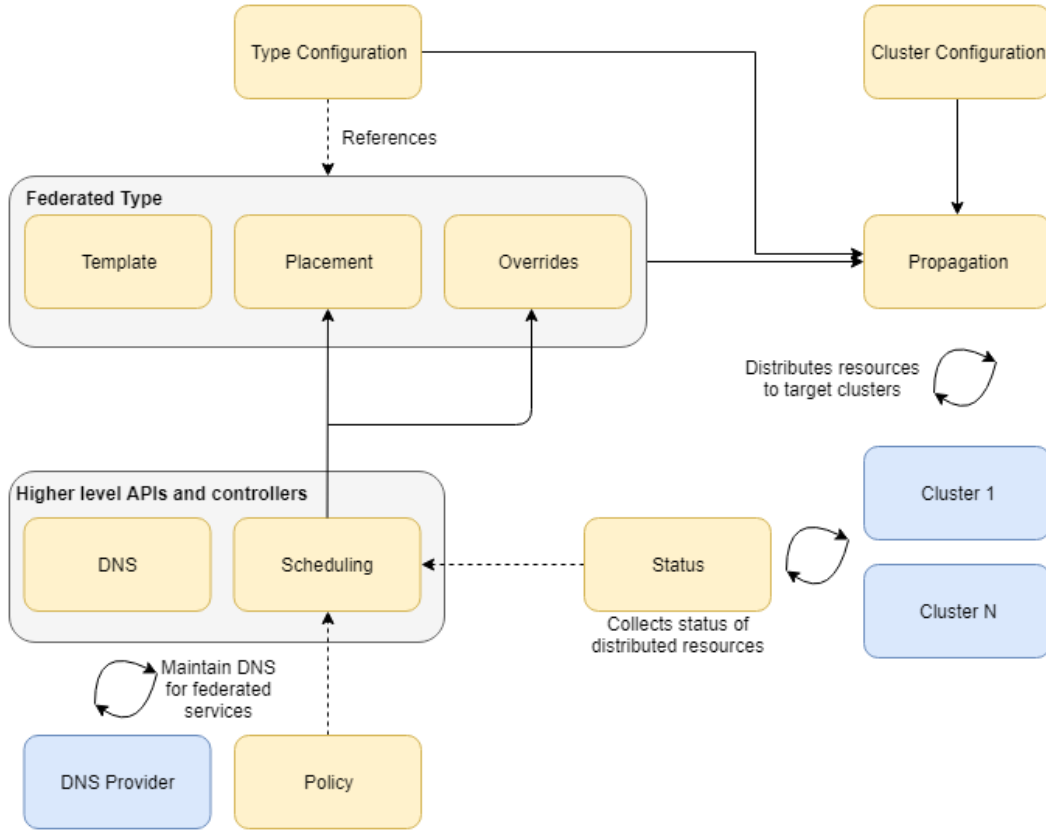 Type Configuration
Cluster Configuration
References
Federated Type
Template
Placement
Overrides
Propagation
Distributes resources
to target clusters
Higher level APIs and controllers
DNS
Scheduling
Status
Collects status of
distributed resources
Cluster 1
Cluster N
Maintain DNS
for federated
services
DNS Provider
Policy